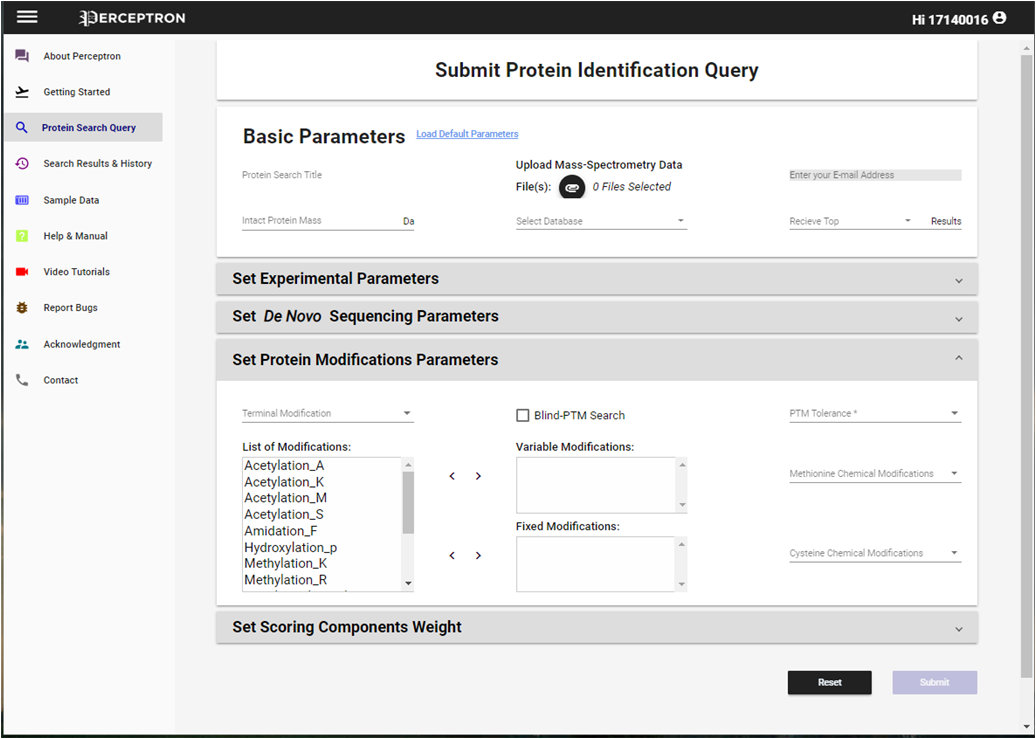 PERCEPTRON
Hi 17140016
About Perceptron
Getting Started
Protein Search Query
Search Results & History
Sample Data
Help & Manual
Video Tutorials
Report Bugs
Acknowledgment
Contact
Submit Protein Identification Query
Basic Parameters Load Default Parameters
Protein Search Title
Upload Mass-Spectrometry Data
File(s): 0 Files Selected
Enter your E-mail Address
Intact Protein Mass Da
Select Database
Recieve Top Results
Set Experimental Parameters
Set De Novo Sequencing Parameters
Set Protein Modifications Parameters
Terminal Modification
Blind-PTM Search
PTM Tolerance *
List of Modifications:
Acetylation_A
Acetylation_K
Acetylation_M
Acetylation_S
Amidation_F
Hydroxylation_p
Methylation_K
Methylation_R
Variable Modifications:
Methionine Chemical Modifications
Fixed Modifications:
Cysteine Chemical Modifications
Set Scoring Components Weight
Reset
Submit